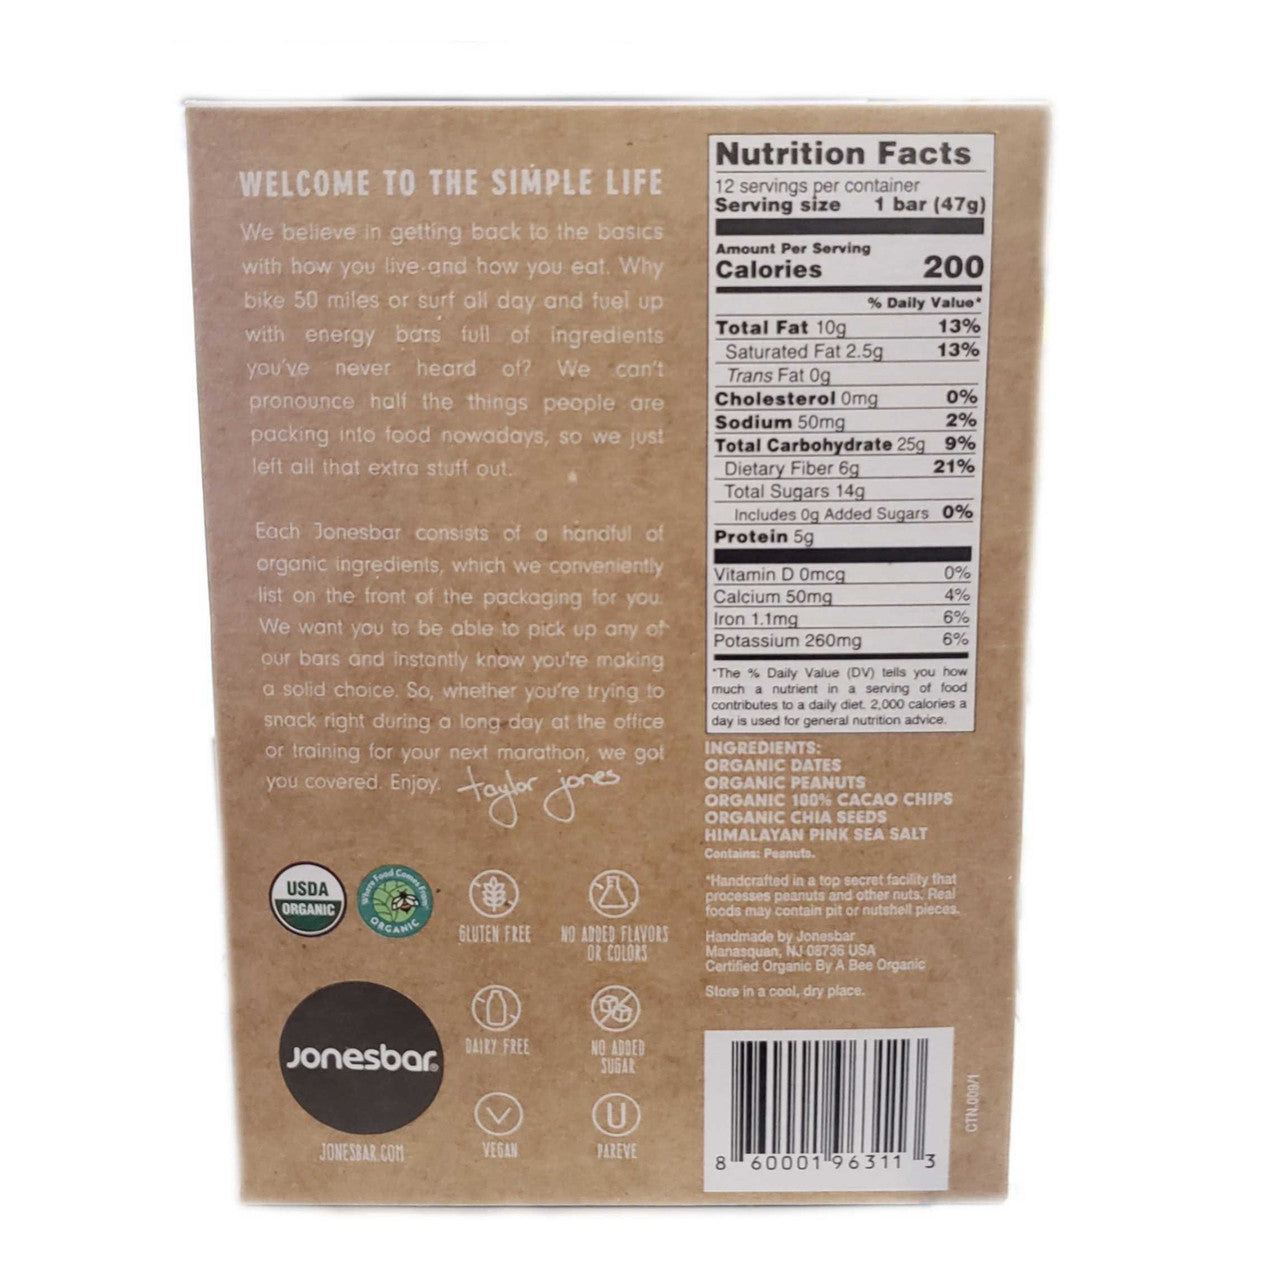 WELCOME TO THE SIMPLE LIFE
We believe in getting back to the basics
with how you live and how you eat. Why
bike 50 miles or surf all day and fuel up
with energy bars full of ingredients
you've never heard of? We can't
pronounce half the things people are
packing into food nowadays, so we just
left all that extra stuff out.
Each Jonesbar consists of a handful of
organic ingredients, which we conveniently
list on the front of the packaging for you.
We want you to be able to pick up any of
our bars and instantly know you're making
a solid choice. So, whether you're trying to
snack right during a long day at the office
or training for your next marathon, we got
you covered. Enjoy. taylor jones
USDA
ORGANIC
Where Food Comes From
ORGANIC
GLUTEN FREE
NO ADDED FLAVORS
OR COLORS
Jonesbar®
DAIRY FREE
NO ADDED
SUGAR
JONESBAR.COM
V
VEGAN
U
PAREVE
Nutrition Facts
12 servings per container
Serving size 1 bar (47g)
Amount Per Serving
Calories 200
% Daily Value*
Total Fat 10g 13%
Saturated Fat 2.5g 13%
Trans Fat 0g
Cholesterol 0mg 0%
Sodium 50mg 2%
Total Carbohydrate 25g 9%
Dietary Fiber 6g 21%
Total Sugars 14g
Includes 0g Added Sugars 0%
Protein 5g
Vitamin D 0mcg 0%
Calcium 50mg 4%
Iron 1.1mg 6%
Potassium 260mg 6%
*The % Daily Value (DV) tells you how
much a nutrient in a serving of food
contributes to a daily diet. 2,000 calories a
day is used for general nutrition advice.
INGREDIENTS:
ORGANIC DATES
ORGANIC PEANUTS
ORGANIC 100% CACAO CHIPS
ORGANIC CHIA SEEDS
HIMALAYAN PINK SEA SALT
Contains: Peanuts.
*Handcrafted in a top secret facility that
processes peanuts and other nuts. Real
foods may contain pit or nutshell pieces.
Handmade by Jonesbar
Manasquan, NJ 08736 USA
Certified Organic By A Bee Organic
Store in a cool, dry place.
8 60001 96311 3
CTN.009/1